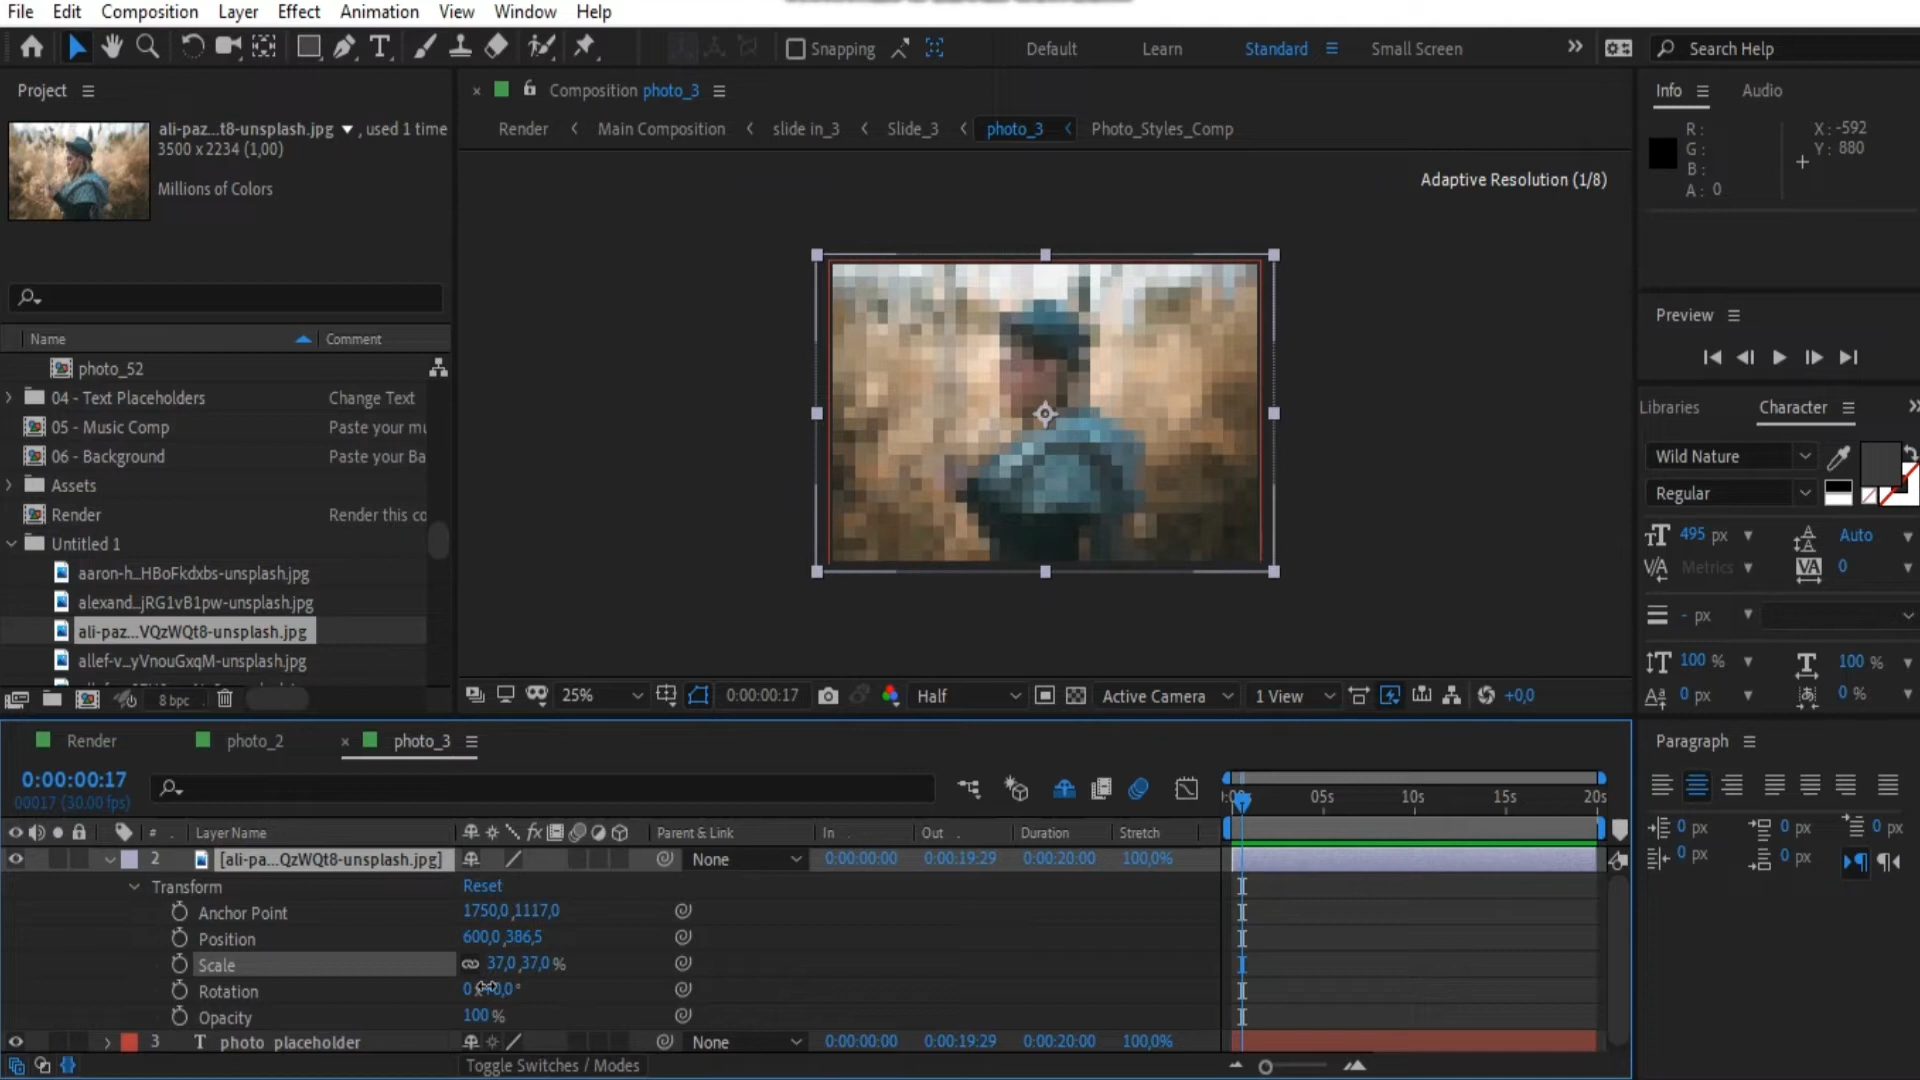 File Edit Composition Layer Effect Animation View Window Help
Snapping Default Learn Standard Small Screen Search Help
Project
ali-paz...t8-unsplash.jpg , used 1 time
3500 x 2234 (1,00)
Millions of Colors
Name Comment
photo_52
04 - Text Placeholders Change Text
05 - Music Comp Paste your mu
06 - Background Paste your Ba
Assets
Render Render this co
Untitled 1
aaron-h...HBoFkdxbs-unsplash.jpg
alexand...jRG1vB1pw-unsplash.jpg
ali-paz...VQzWQt8-unsplash.jpg
allef-v...yVnouGxqM-unsplash.jpg
8 bpc
Composition photo_3
Render Main Composition slide in_3 Slide_3 photo_3 Photo_Styles_Comp
Adaptive Resolution (1/8)
25% 0:00:00:17 Half Active Camera 1 View +0,0
Info Audio
R :
G :
B :
A : 0
X : -592
Y : 880
Preview
Libraries Character
Wild Nature
Regular
495 px Auto
Metrics 0
- px
100 % 100 %
0 px 0 %
Paragraph
0 px 0 px 0 px
0 px 0 px
Render photo_2 photo_3
0:00:00:17
00017 (30.00 fps)
05s 10s 15s 20s
# Layer Name Parent & Link In Out Duration Stretch
2 [ali-pa...QzWQt8-unsplash.jpg] None 0:00:00:00 0:00:19:29 0:00:20:00 100,0%
Transform Reset
Anchor Point 1750,0 ,1117,0
Position 600,0 ,386,5
Scale 37,0 ,37,0 %
Rotation
Opacity 100 %
3 T photo placeholder None 0:00:00:00 0:00:19:29 0:00:20:00 100,0%
Toggle Switches / Modes